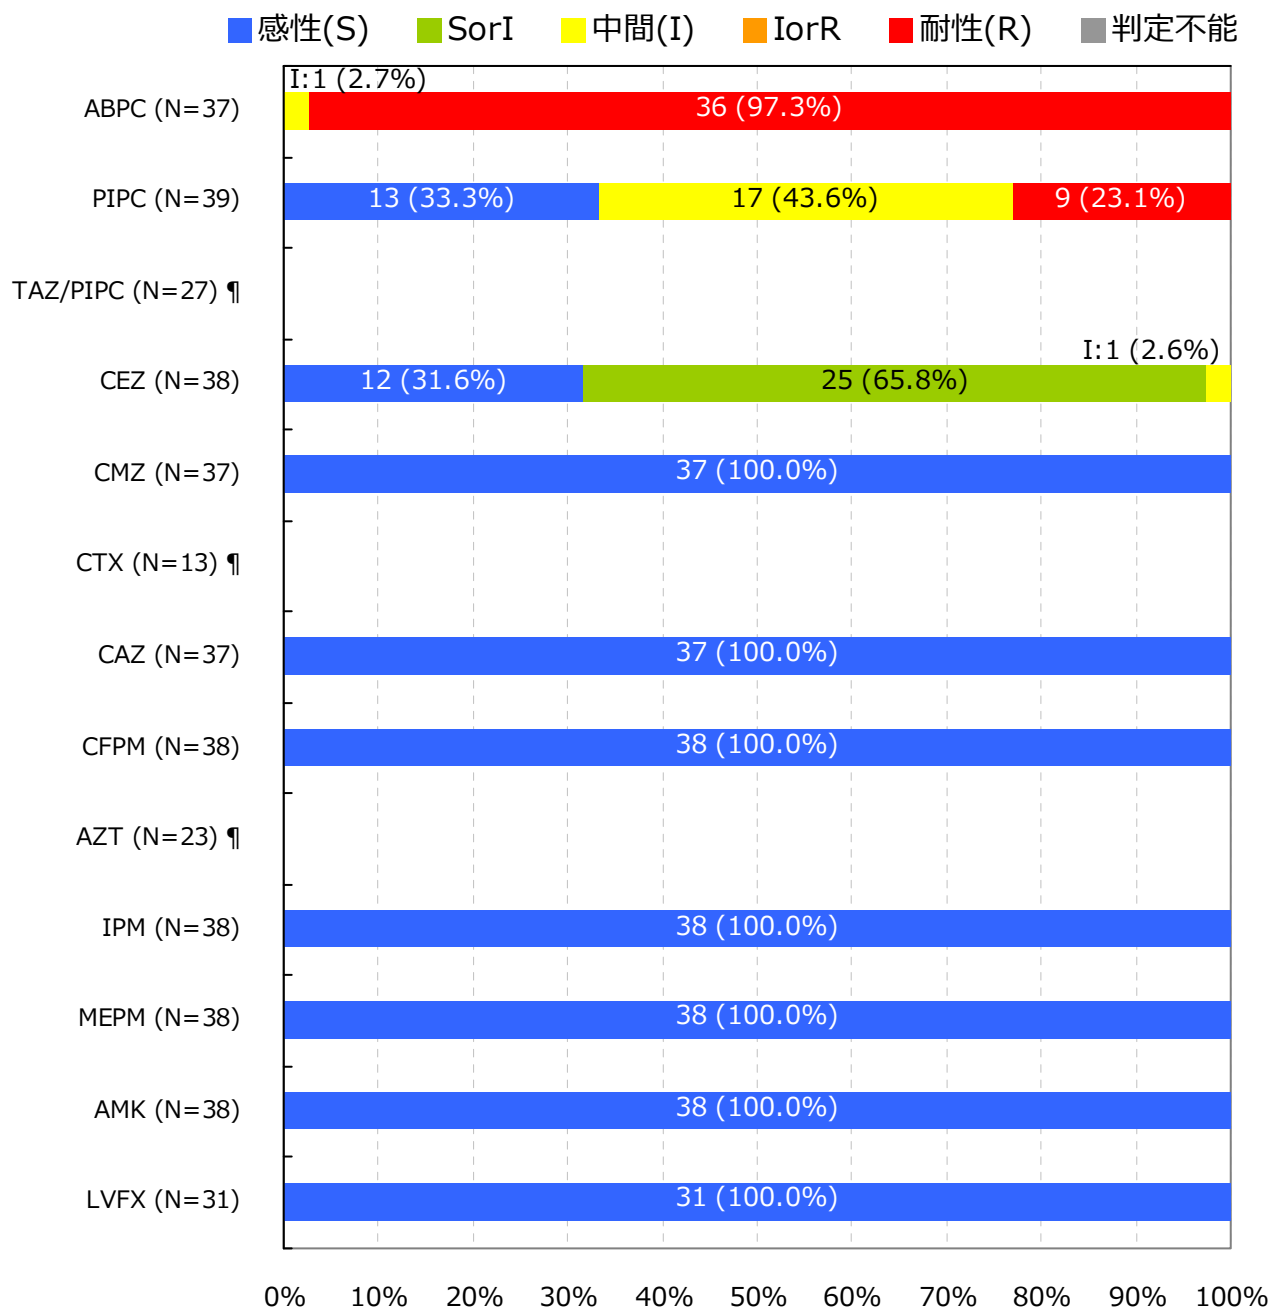 感性(S) SorI 中間(I) IorR 耐性(R) 判定不能
I:1 (2.7%)
ABPC (N=37) 36 (97.3%)
PIPC (N=39) 13 (33.3%) 17 (43.6%) 9 (23.1%)
TAZ/PIPC (N=27) ¶
I:1 (2.6%)
CEZ (N=38) 12 (31.6%) 25 (65.8%)
CMZ (N=37) 37 (100.0%)
CTX (N=13) ¶
CAZ (N=37) 37 (100.0%)
CFPM (N=38) 38 (100.0%)
AZT (N=23) ¶
IPM (N=38) 38 (100.0%)
MEPM (N=38) 38 (100.0%)
AMK (N=38) 38 (100.0%)
LVFX (N=31) 31 (100.0%)
0% 10% 20% 30% 40% 50% 60% 70% 80% 90% 100%